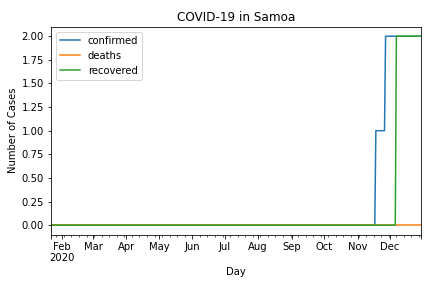 COVID-19 in Samoa
confirmed
deaths
recovered
Number of Cases
2.00
1.75
1.50
1.25
1.00
0.75
0.50
0.25
0.00
Feb Mar Apr May Jun Jul Aug Sep Oct Nov Dec
2020
Day